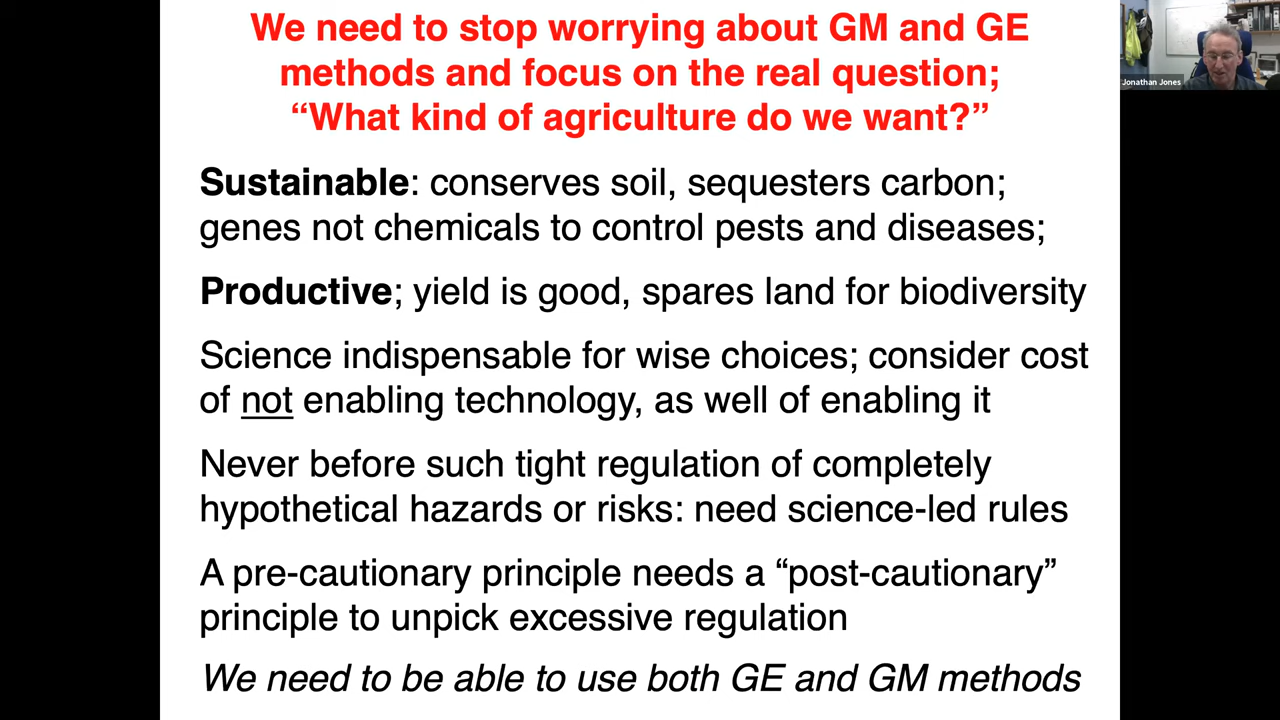 We need to stop worrying about GM and GE
methods and focus on the real question;
“What kind of agriculture do we want?”
Sustainable: conserves soil, sequesters carbon;
genes not chemicals to control pests and diseases;
Productive; yield is good, spares land for biodiversity
Science indispensable for wise choices; consider cost
of not enabling technology, as well of enabling it
Never before such tight regulation of completely
hypothetical hazards or risks: need science-led rules
A pre-cautionary principle needs a “post-cautionary”
principle to unpick excessive regulation
We need to be able to use both GE and GM methods
Jonathan Jones